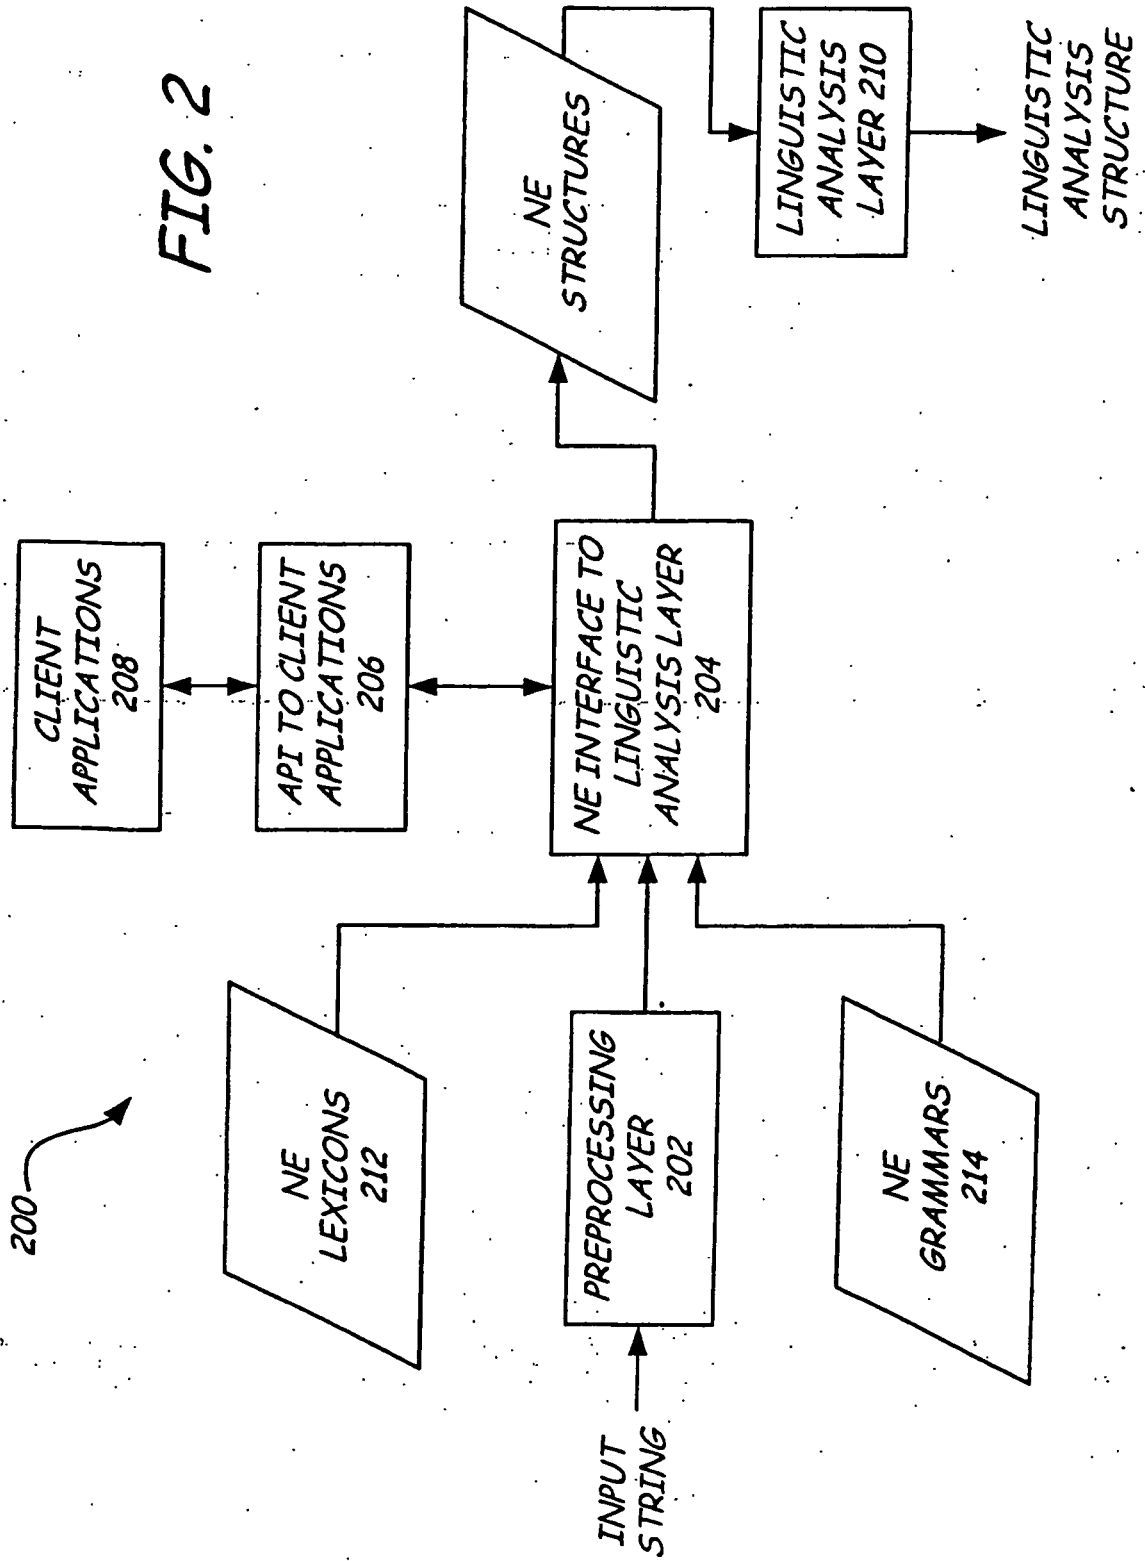 200
CLIENT
APPLICATIONS
208
API TO CLIENT
APPLICATIONS
206
FIG. 2
NE
LEXICONS
212
INPUT
STRING
PREPROCESSING
LAYER
202
NE
GRAMMARS
214
NE INTERFACE TO
LINGUISTIC
ANALYSIS LAYER
204
NE
STRUCTURES
LINGUISTIC
ANALYSIS
LAYER 210
LINGUISTIC
ANALYSIS
STRUCTURE